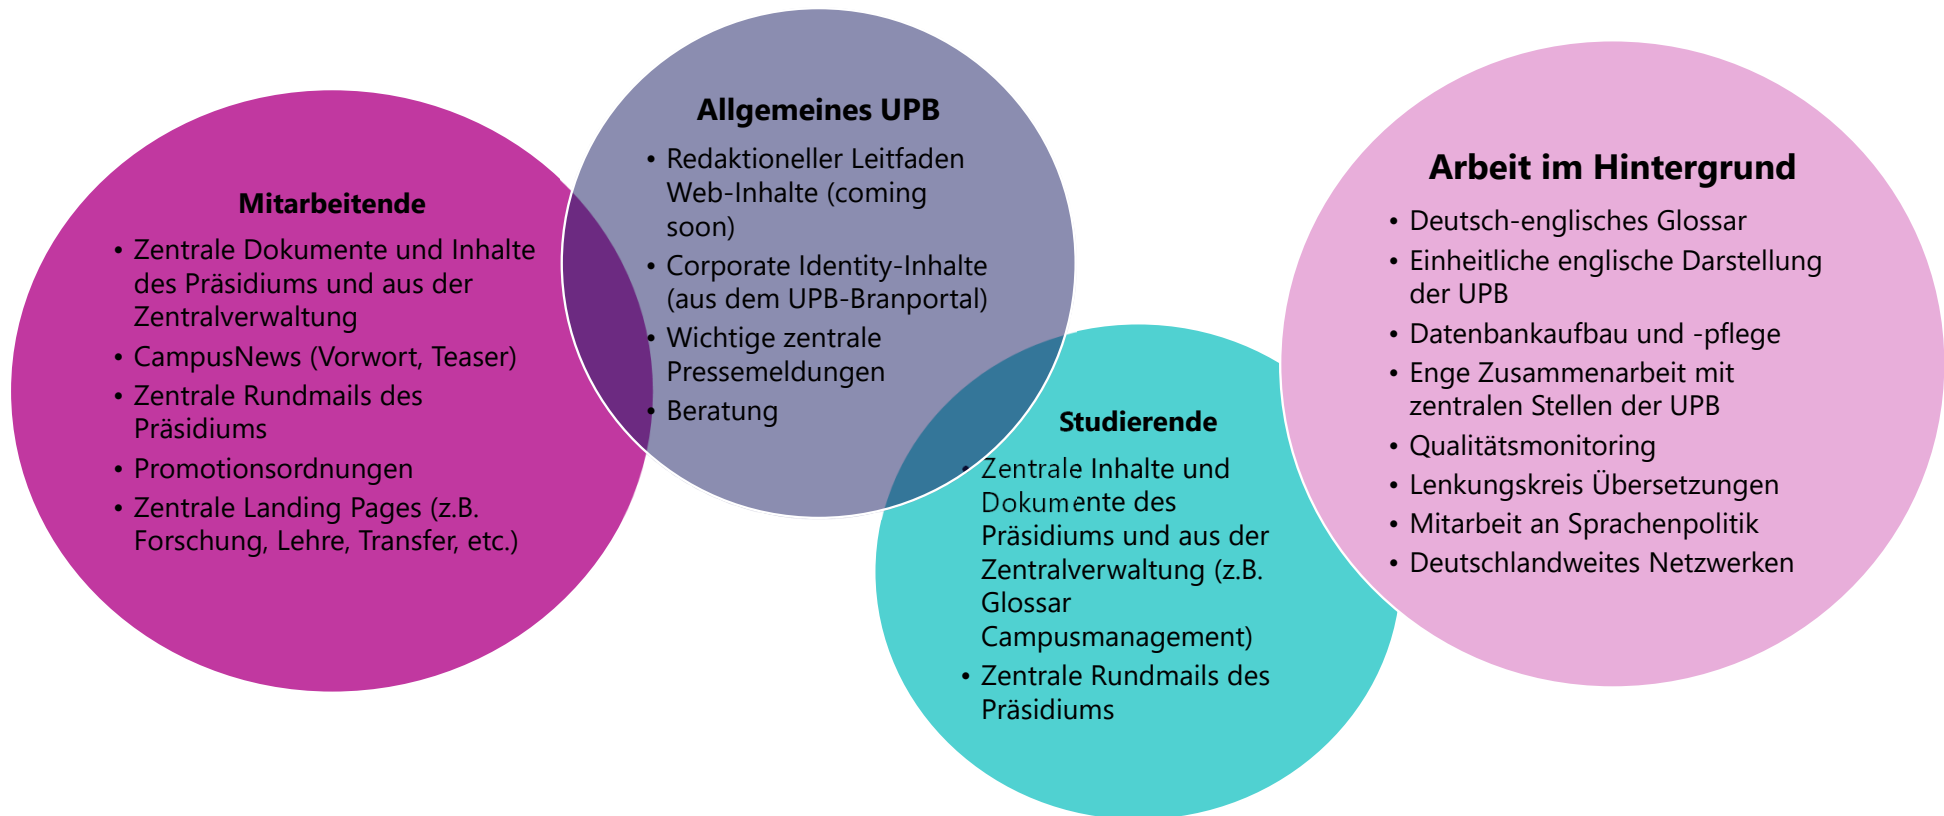 Mitarbeitende
• Zentrale Dokumente und Inhalte
des Präsidiums und aus der
Zentralverwaltung
• CampusNews (Vorwort, Teaser)
• Zentrale Rundmails des
Präsidiums
• Promotionsordnungen
• Zentrale Landing Pages (z.B.
Forschung, Lehre, Transfer, etc.)
Allgemeines UPB
• Redaktioneller Leitfaden
Web-Inhalte (coming
soon)
• Corporate Identity-Inhalte
(aus dem UPB-Branportal)
• Wichtige zentrale
Pressemeldungen
• Beratung
Studierende
• Zentrale Inhalte und
Dokumente des
Präsidiums und aus der
Zentralverwaltung (z.B.
Glossar
Campusmanagement)
• Zentrale Rundmails des
Präsidiums
Arbeit im Hintergrund
• Deutsch-englisches Glossar
• Einheitliche englische Darstellung
der UPB
• Datenbankaufbau und -pflege
• Enge Zusammenarbeit mit
zentralen Stellen der UPB
• Qualitätsmonitoring
• Lenkungskreis Übersetzungen
• Mitarbeit an Sprachenpolitik
• Deutschlandweites Netzwerken